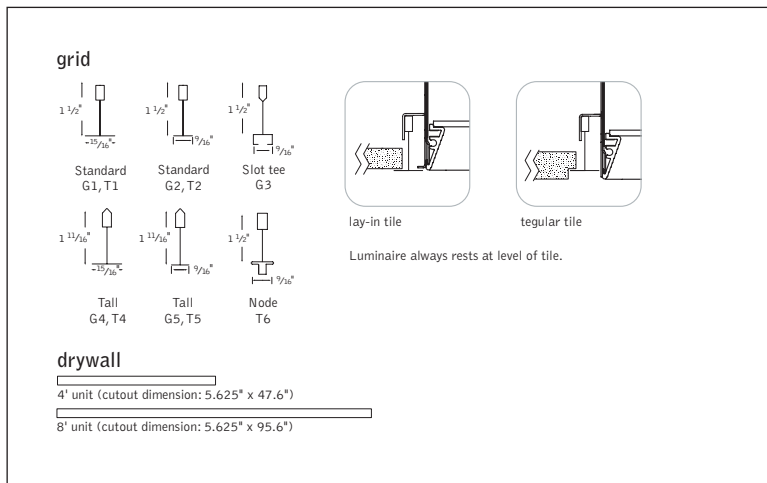 grid
1 1/2"
15/16"
Standard
G1, T1
1 1/2"
9/16"
Standard
G2, T2
1 1/2"
9/16"
Slot tee
G3
1 11/16"
15/16"
Tall
G4, T4
1 11/16"
9/16"
Tall
G5, T5
1 1/2"
9/16"
Node
T6
lay-in tile
tegular tile
Luminaire always rests at level of tile.
drywall
4' unit (cutout dimension: 5.625" x 47.6")
8' unit (cutout dimension: 5.625" x 95.6")